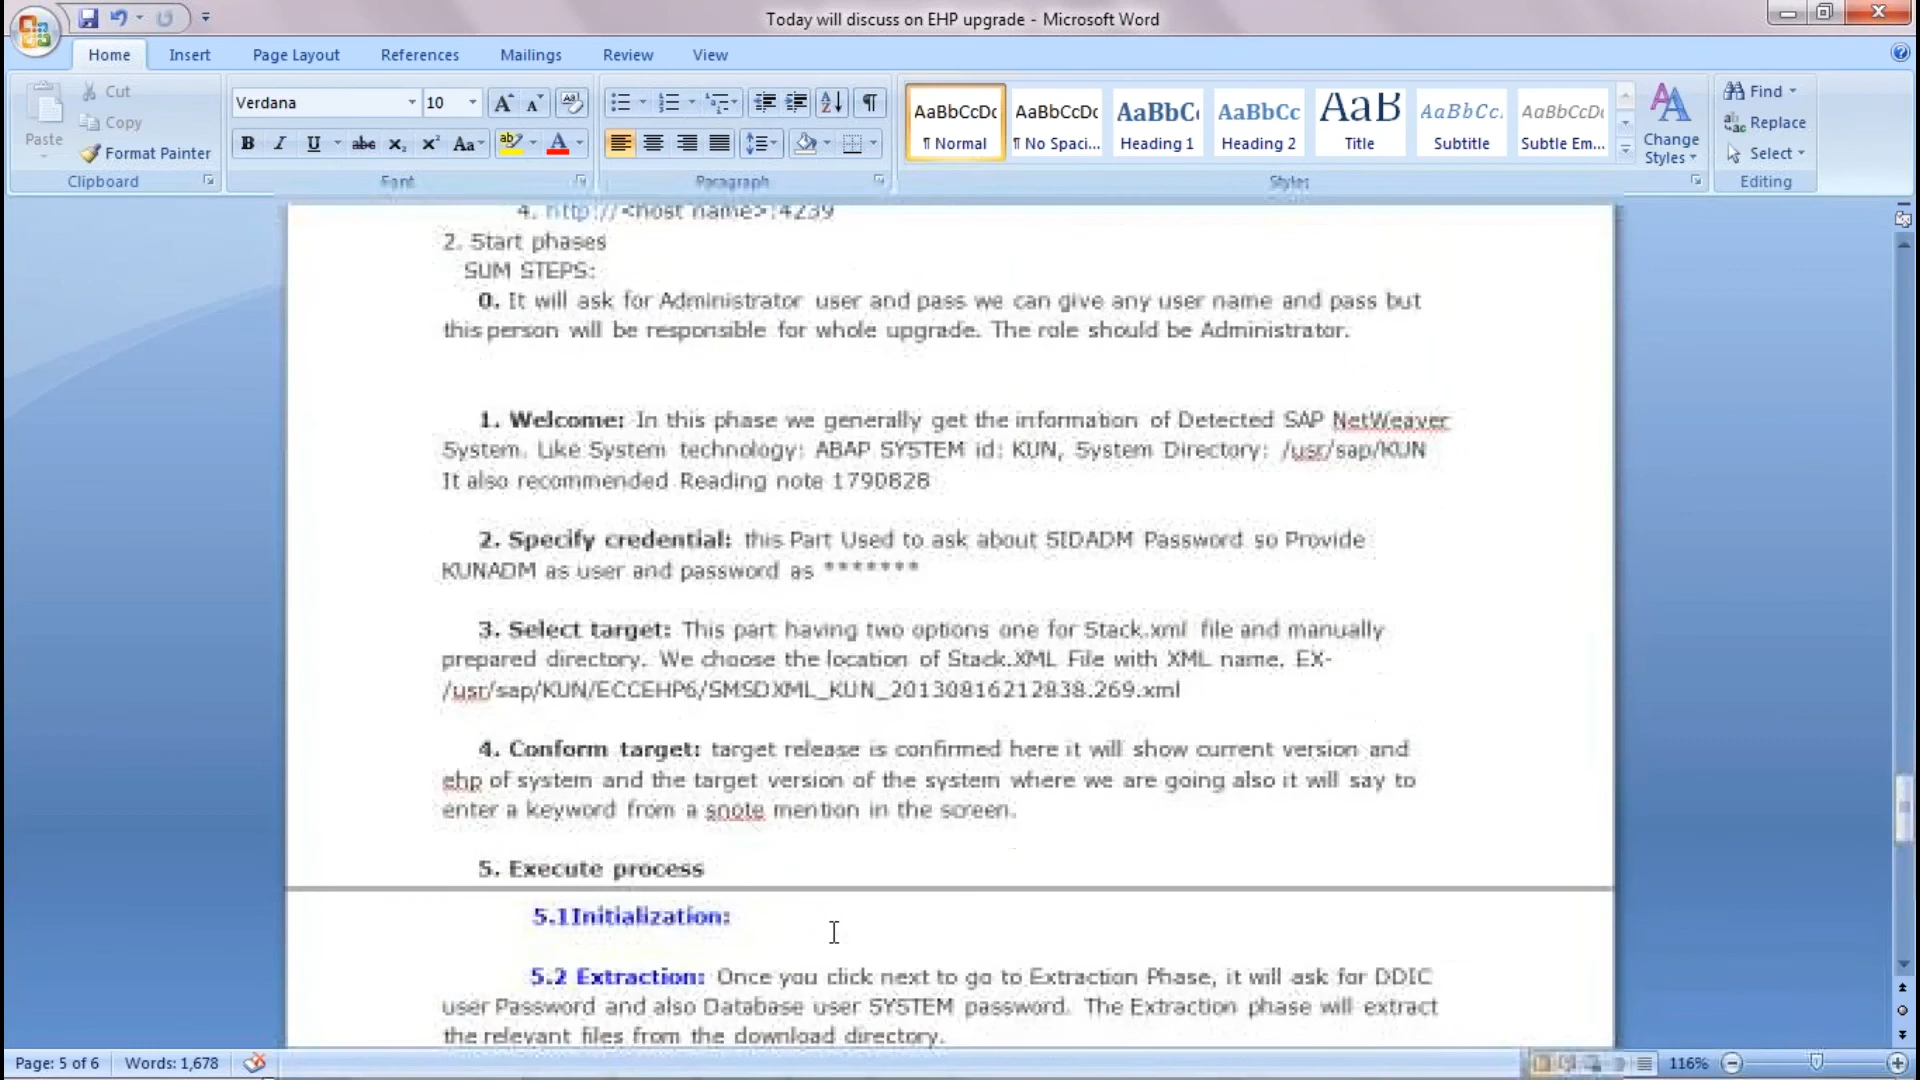 Today will discuss on EHP upgrade - Microsoft Word
Home Insert Page Layout References Mailings Review View
Paste
Cut
Copy
Format Painter
Clipboard
Verdana 10
Font
Paragraph
AaBbCcDc AaBbCcDc AaBbC( AaBbCc AaB AaBbCc. AaBbCcDc
¶ Normal ¶ No Spaci... Heading 1 Heading 2 Title Subtitle Subtle Em...
Change Styles
Styles
Find
Replace
Select
Editing
4. http://<host name>:4239
2. Start phases
SUM STEPS:
0. It will ask for Administrator user and pass we can give any user name and pass but
this person will be responsible for whole upgrade. The role should be Administrator.
1. Welcome: In this phase we generally get the information of Detected SAP NetWeaver
System. Like System technology: ABAP SYSTEM id: KUN, System Directory: /usr/sap/KUN
It also recommended Reading note 1790828
2. Specify credential: this Part Used to ask about SIDADM Password so Provide
KUNADM as user and password as *******
3. Select target: This part having two options one for Stack.xml file and manually
prepared directory. We choose the location of Stack.XML File with XML name. EX-
/usr/sap/KUN/ECCEHP6/SMSDXML_KUN_20130816212838.269.xml
4. Conform target: target release is confirmed here it will show current version and
ehp of system and the target version of the system where we are going also it will say to
enter a keyword from a snote mention in the screen.
5. Execute process
5.1Initialization:
5.2 Extraction: Once you click next to go to Extraction Phase, it will ask for DDIC
user Password and also Database user SYSTEM password. The Extraction phase will extract
the relevant files from the download directory.
Page: 5 of 6 Words: 1,678 116%